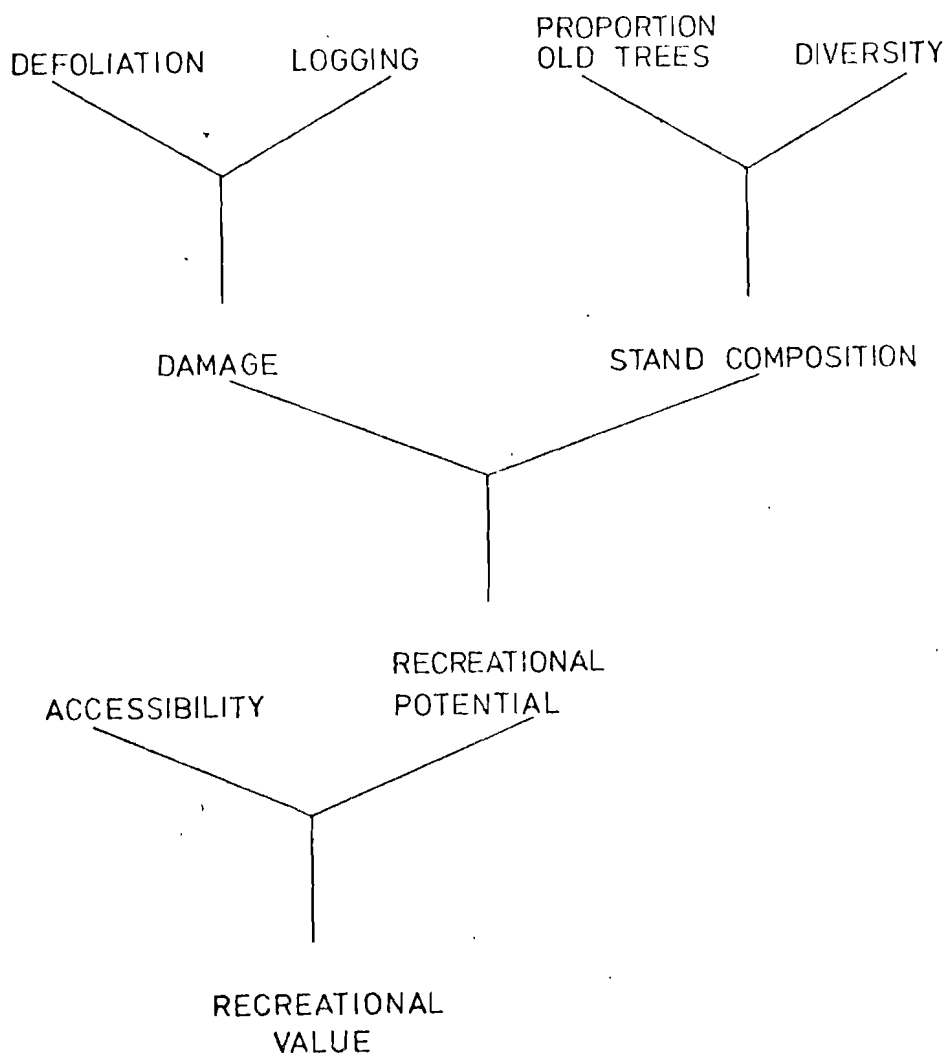 DEFOLIATION
LOGGING
PROPORTION
OLD TREES
DIVERSITY
DAMAGE
STAND COMPOSITION
RECREATIONAL
POTENTIAL
ACCESSIBILITY
RECREATIONAL
VALUE